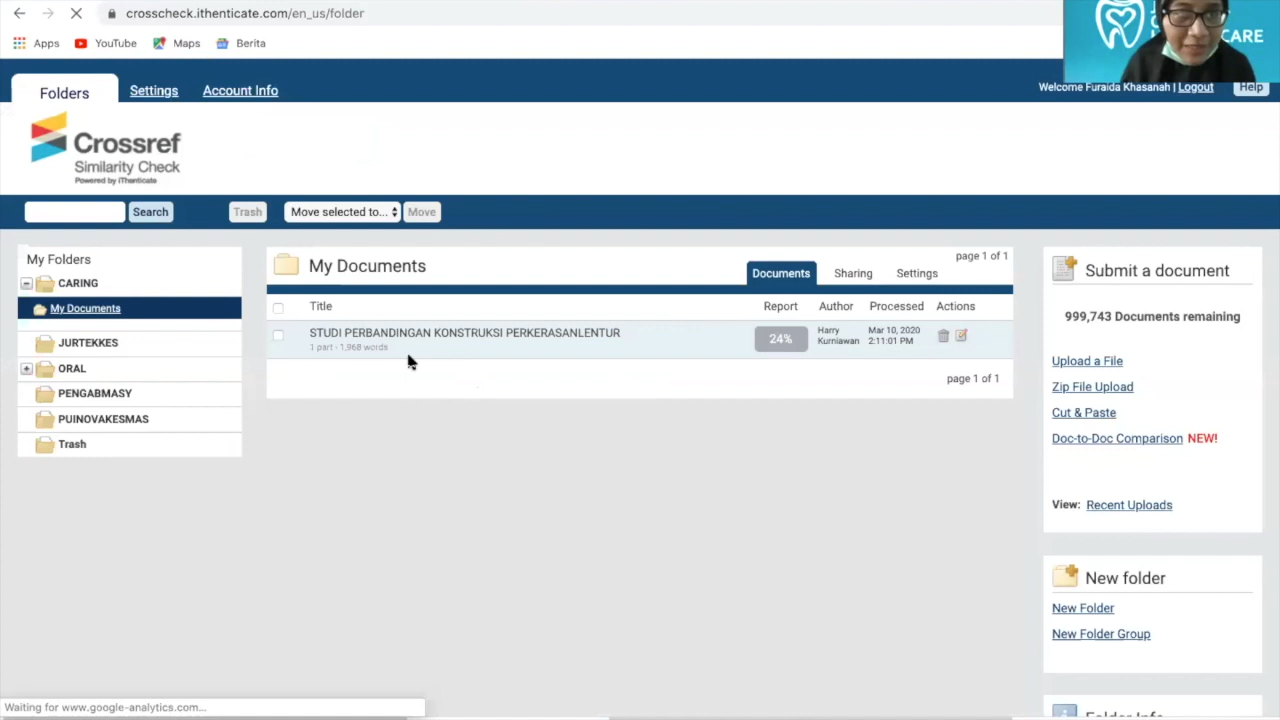 crosscheck.ithenticate.com/en_us/folder
Apps YouTube Maps Berita
CARE
Folders Settings Account Info
Welcome Furaida Khasanah | Logout Help
Crossref
Similarity Check
Powered by iThenticate
Search Trash Move selected to... Move
My Folders
CARING
My Documents
JURTEKKES
ORAL
PENGABMASY
PUINOVAKESMAS
Trash
page 1 of 1
My Documents Documents Sharing Settings
Title Report Author Processed Actions
STUDI PERBANDINGAN KONSTRUKSI PERKERASANLENTUR
1 part - 1,968 words
24%
Harry
Kurniawan
Mar 10, 2020
2:11:01 PM
page 1 of 1
Submit a document
999,743 Documents remaining
Upload a File
Zip File Upload
Cut & Paste
Doc-to-Doc Comparison NEW!
View: Recent Uploads
New folder
New Folder
New Folder Group
Folder Info
Waiting for www.google-analytics.com...